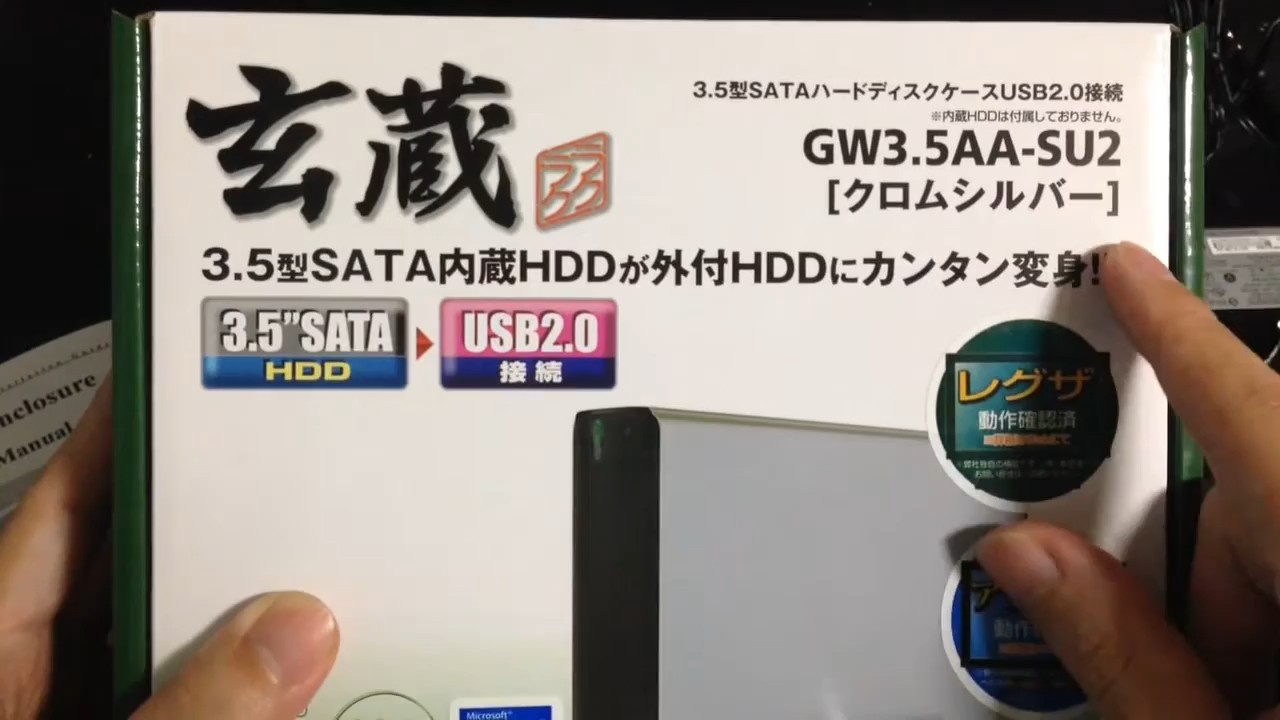 玄蔵
3.5型SATAハードディスクケースUSB2.0接続
※内蔵HDDは付属しておりません。
GW3.5AA-SU2
[クロムシルバー]
3.5型SATA内蔵HDDが外付HDDにカンタン変身!!
3.5"SATA
HDD
USB2.0
接続
レグザ
動作確認済
nclosure
Manual
動作
Microsoft®